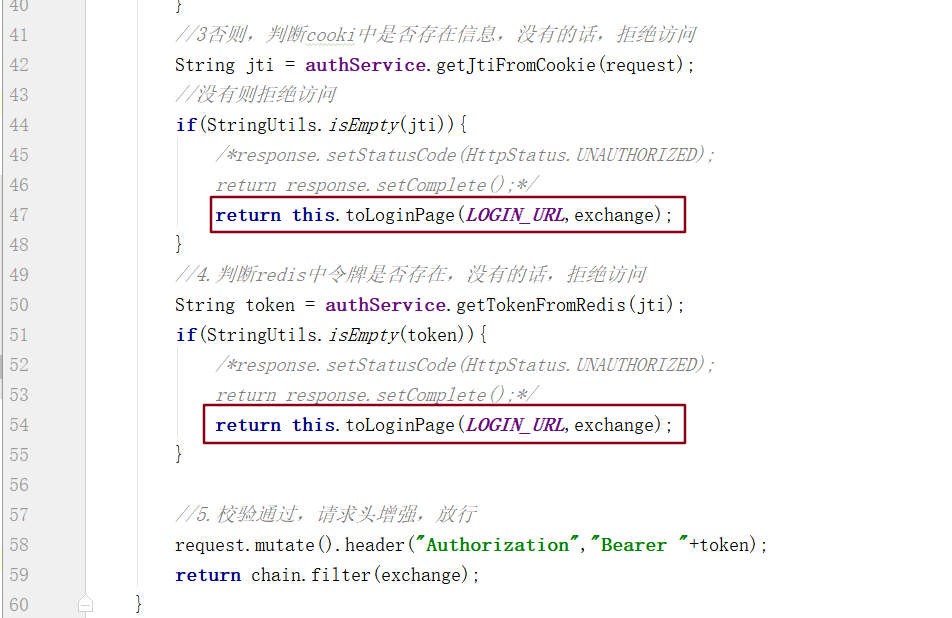 40 }
41 //3否则，判断cooki中是否存在信息，没有的话，拒绝访问
42 String jti = authService.getJtiFromCookie(request);
43 //没有则拒绝访问
44 if(StringUtils.isEmpty(jti)){
45 /*response.setStatusCode(HttpStatus.UNAUTHORIZED);
46 return response.setComplete();*/
47 return this.toLoginPage(LOGIN_URL,exchange);
48 }
49 //4.判断redis中令牌是否存在，没有的话，拒绝访问
50 String token = authService.getTokenFromRedis(jti);
51 if(StringUtils.isEmpty(token)){
52 /*response.setStatusCode(HttpStatus.UNAUTHORIZED);
53 return response.setComplete();*/
54 return this.toLoginPage(LOGIN_URL,exchange);
55 }
56
57 //5.校验通过，请求头增强，放行
58 request.mutate().header("Authorization","Bearer "+token);
59 return chain.filter(exchange);
60 }